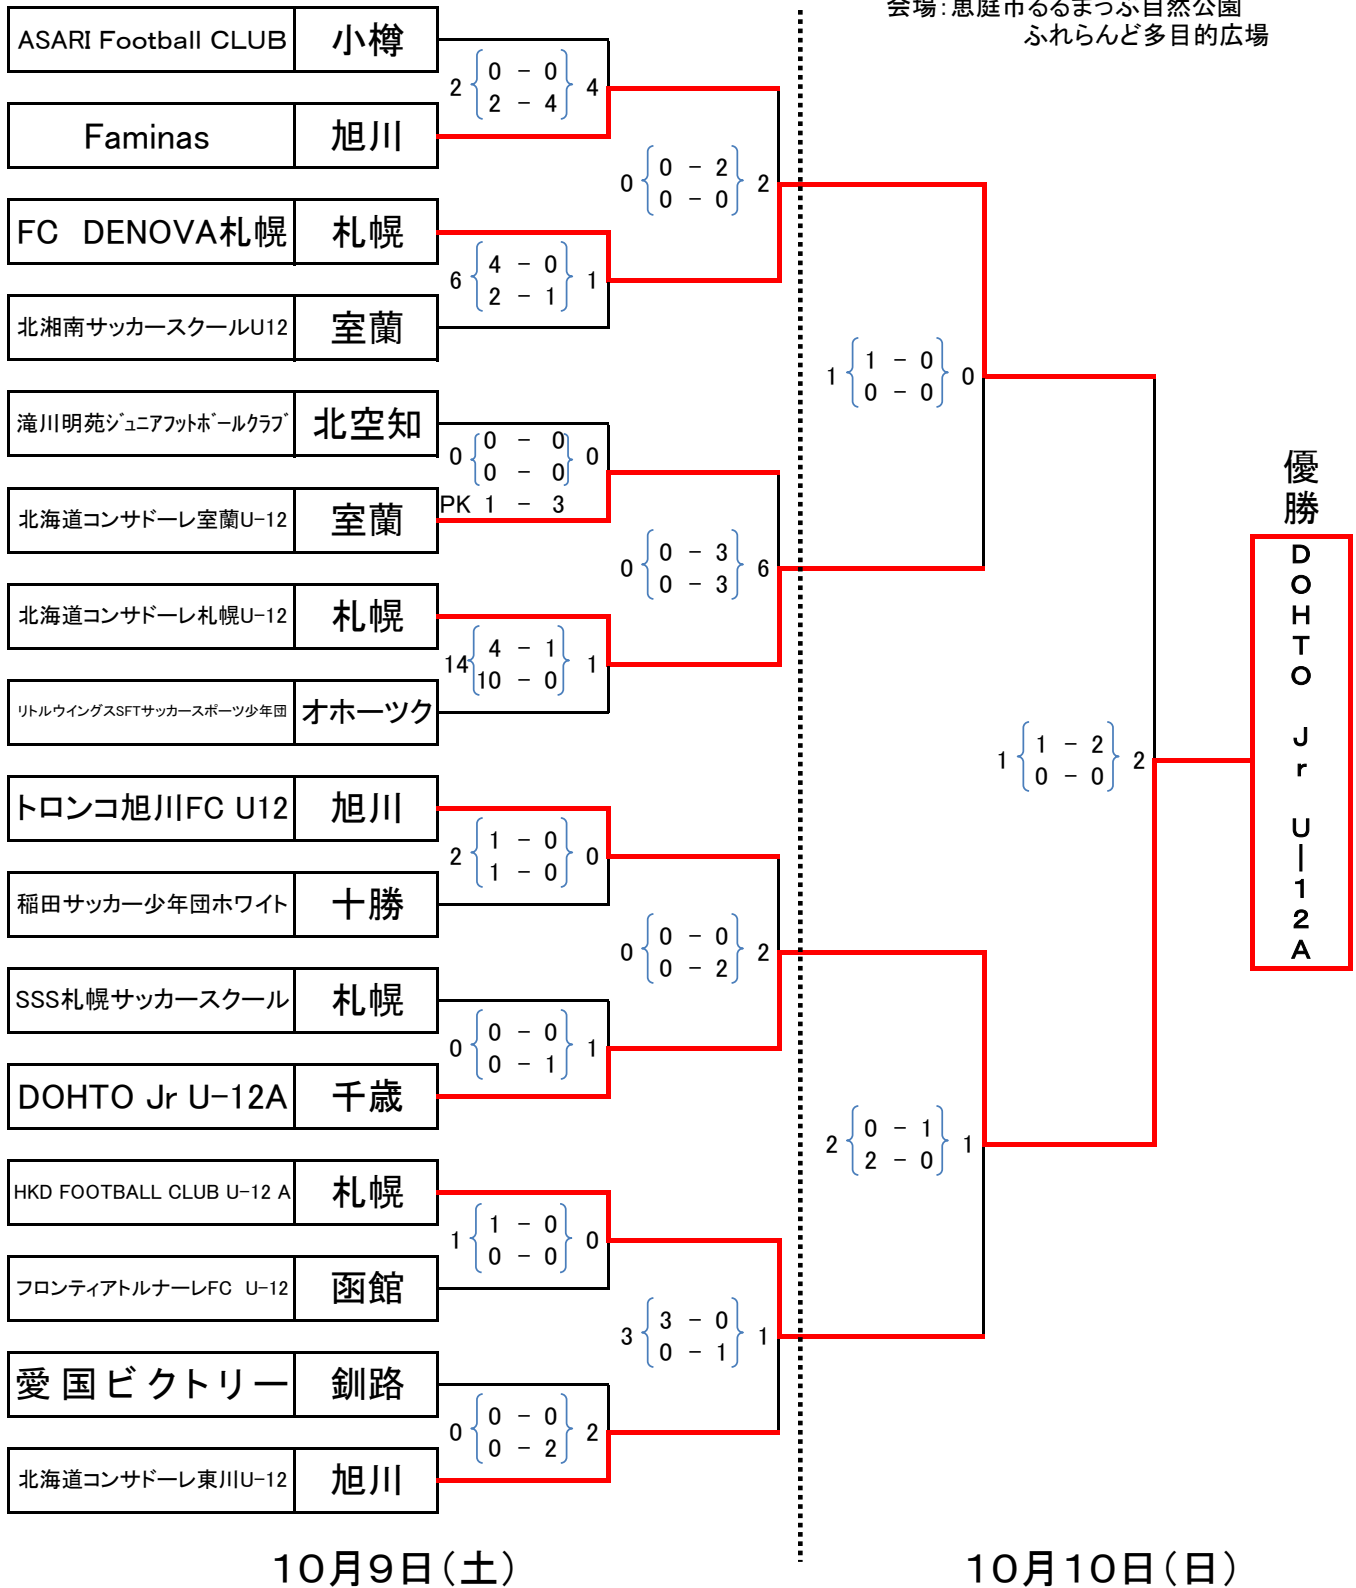 会場：恵庭市るるまっぷ自然公園
ふれらんど多目的広場
ASARI Football CLUB 小樽
2 0 － 0 4
2 － 4
Faminas 旭川
0 0 － 2 2
0 － 0
FC　DENOVA札幌 札幌
6 4 － 0 1
2 － 1
北湘南サッカースクールU12 室蘭
1 1 － 0 0
0 － 0
滝川明苑ｼﾞｭﾆｱﾌｯﾄﾎﾞｰﾙｸﾗﾌﾞ 北空知
0 0 － 0 0
0 － 0
PK 1 － 3
北海道コンサドーレ室蘭U-12 室蘭
0 0 － 3 6
0 － 3
北海道コンサドーレ札幌U-12 札幌
14 4 － 1 1
10 － 0
リトルウイングスSFTサッカースポーツ少年団 オホーツク
1 1 － 2 2
0 － 0
優勝
DOHTO Jr U－12A
トロンコ旭川FC U12 旭川
2 1 － 0 0
1 － 0
稲田サッカー少年団ホワイト 十勝
0 0 － 0 2
0 － 2
SSS札幌サッカースクール 札幌
0 0 － 0 1
0 － 1
DOHTO Jr U-12A 千歳
2 0 － 1 1
2 － 0
HKD FOOTBALL CLUB U-12 A 札幌
1 1 － 0 0
0 － 0
フロンティアトルナーレFC　U-12 函館
3 3 － 0 1
0 － 1
愛国ビクトリー 釧路
0 0 － 0 2
0 － 2
北海道コンサドーレ東川U-12 旭川
10月9日（土）
10月10日（日）